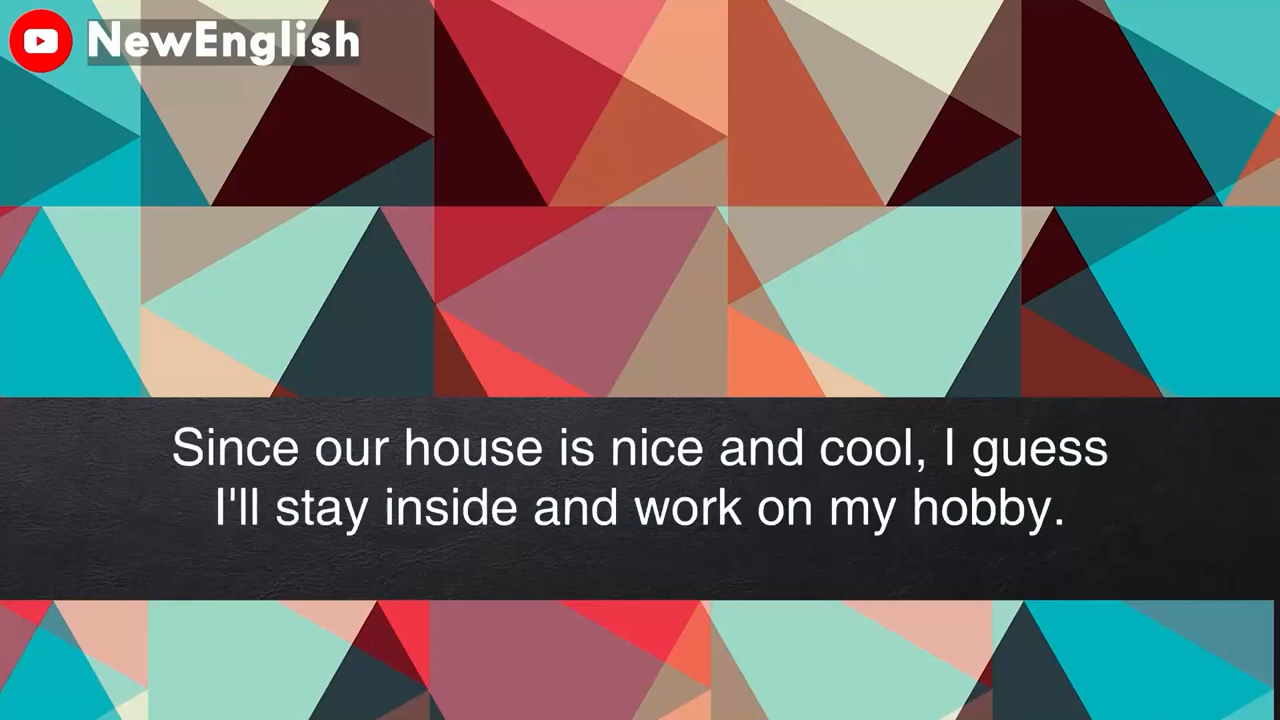 NewEnglish
Since our house is nice and cool, I guess
I'll stay inside and work on my hobby.